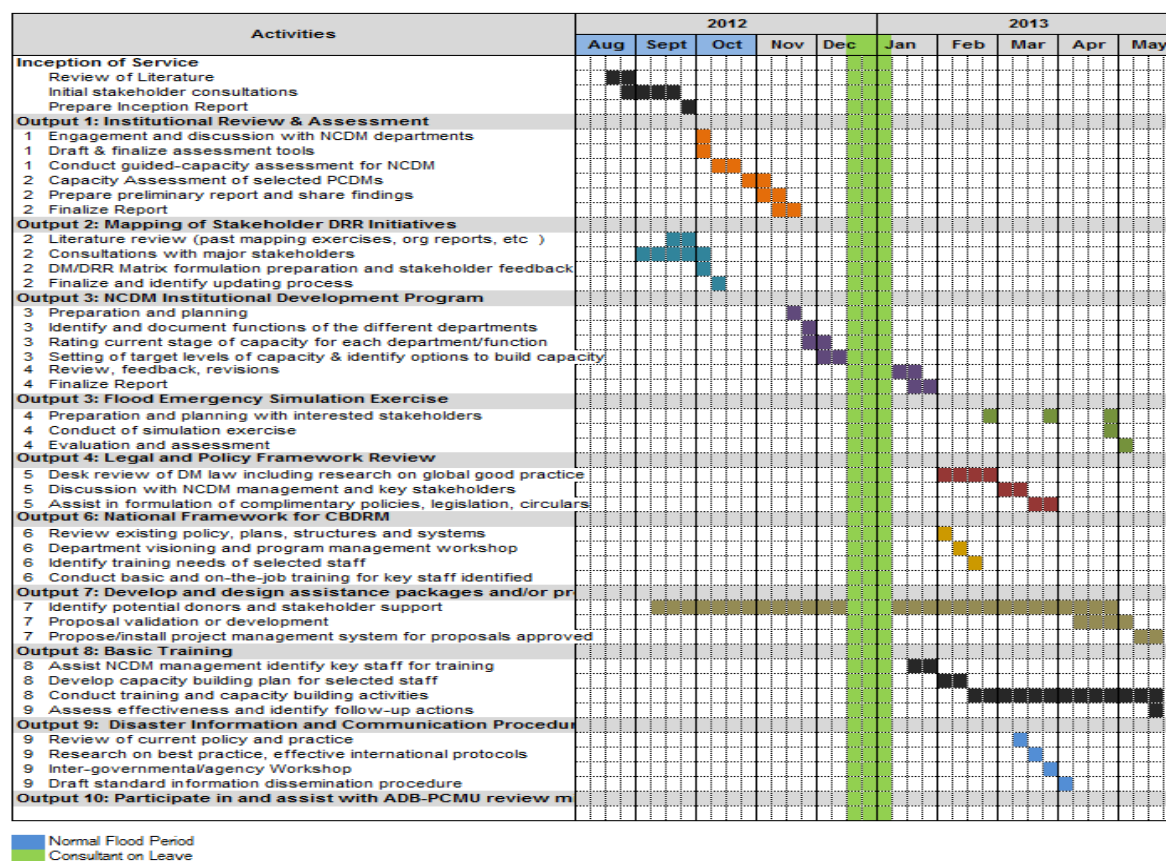 Activities
2012
2013
Aug Sept Oct Nov Dec Jan Feb Mar Apr May
Inception of Service
Review of Literature
Initial stakeholder consultations
Prepare Inception Report
Output 1: Institutional Review & Assessment
1 Engagement and discussion with NCDM departments
1 Draft & finalize assessment tools
1 Conduct guided-capacity assessment for NCDM
2 Capacity Assessment of selected PCDMs
2 Prepare preliminary report and share findings
2 Finalize Report
Output 2: Mapping of Stakeholder DRR Initiatives
2 Literature review (past mapping exercises, org reports, etc )
2 Consultations with major stakeholders
2 DM/DRR Matrix formulation preparation and stakeholder feedback
2 Finalize and identify updating process
Output 3: NCDM Institutional Development Program
3 Preparation and planning
3 Identify and document functions of the different departments
3 Rating current stage of capacity for each department/function
3 Setting of target levels of capacity & identify options to build capacity
4 Review, feedback, revisions
4 Finalize Report
Output 3: Flood Emergency Simulation Exercise
4 Preparation and planning with interested stakeholders
4 Conduct of simulation exercise
4 Evaluation and assessment
Output 4: Legal and Policy Framework Review
5 Desk review of DM law including research on global good practice
5 Discussion with NCDM management and key stakeholders
5 Assist in formulation of complimentary policies, legislation, circulars
Output 6: National Framework for CBDRM
6 Review existing policy, plans, structures and systems
6 Department visioning and program management workshop
6 Identify training needs of selected staff
6 Conduct basic and on-the-job training for key staff identified
Output 7: Develop and design assistance packages and/or pr
7 Identify potential donors and stakeholder support
7 Proposal validation or development
7 Propose/install project management system for proposals approved
Output 8: Basic Training
8 Assist NCDM management identify key staff for training
8 Develop capacity building plan for selected staff
8 Conduct training and capacity building activities
9 Assess effectiveness and identify follow-up actions
Output 9: Disaster Information and Communication Procedur
9 Review of current policy and practice
9 Research on best practice, effective international protocols
9 Inter-governmental/agency Workshop
9 Draft standard information dissemination procedure
Output 10: Participate in and assist with ADB-PCMU review m
Normal Flood Period
Consultant on Leave